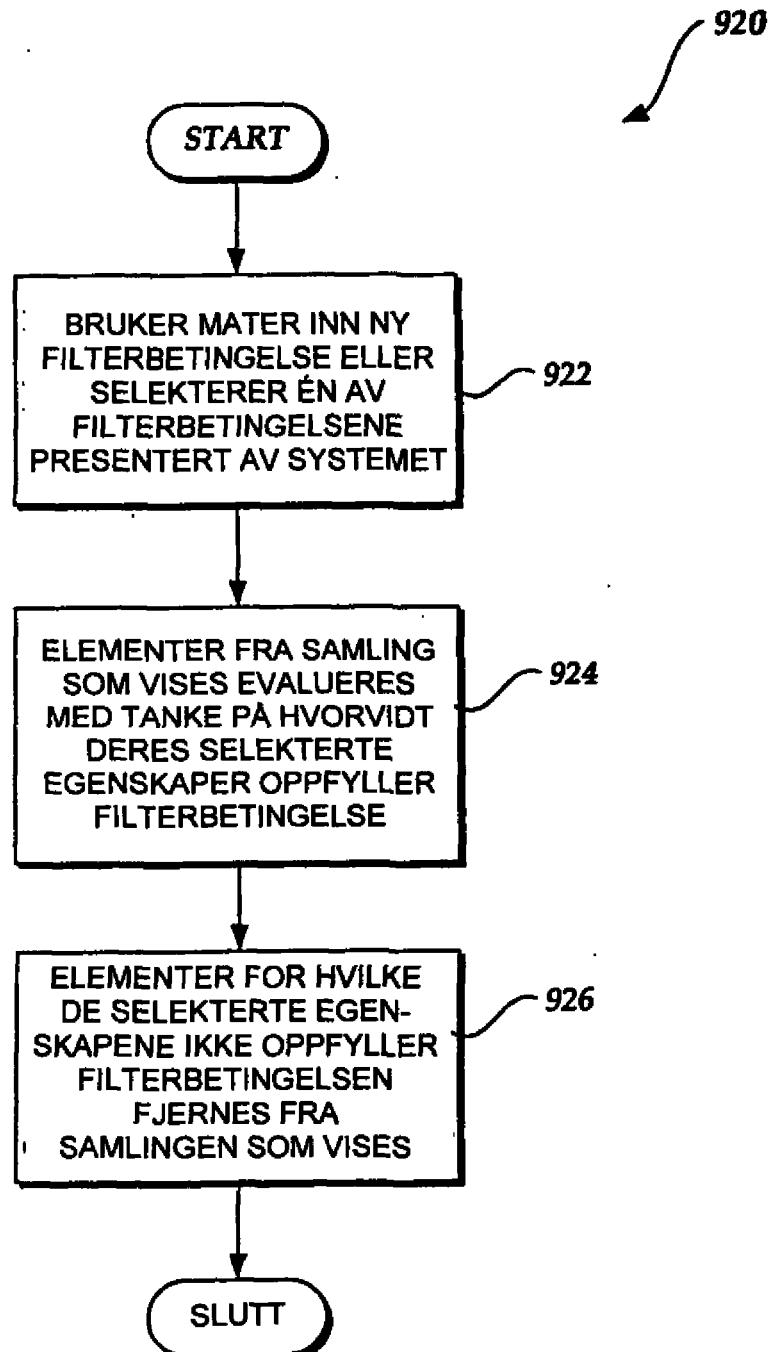 920
START
BRUKER MATER INN NY
FILTERBETINGELSE ELLER
SELEKTERER ÉN AV
FILTERBETINGELSENE
PRESENTERT AV SYSTEMET
922
ELEMENTER FRA SAMLING
SOM VISES EVALUERES
MED TANKE PÅ HVORVIDT
DERES SELEKTERTE
EGENSKAPER OPPFYLLER
FILTERBETINGELSE
924
ELEMENTER FOR HVILKE
DE SELEKTERTE EGEN-
SKAPENE IKKE OPPFYLLER
FILTERBETINGELSEN
FJERNES FRA
SAMLINGEN SOM VISES
926
SLUTT